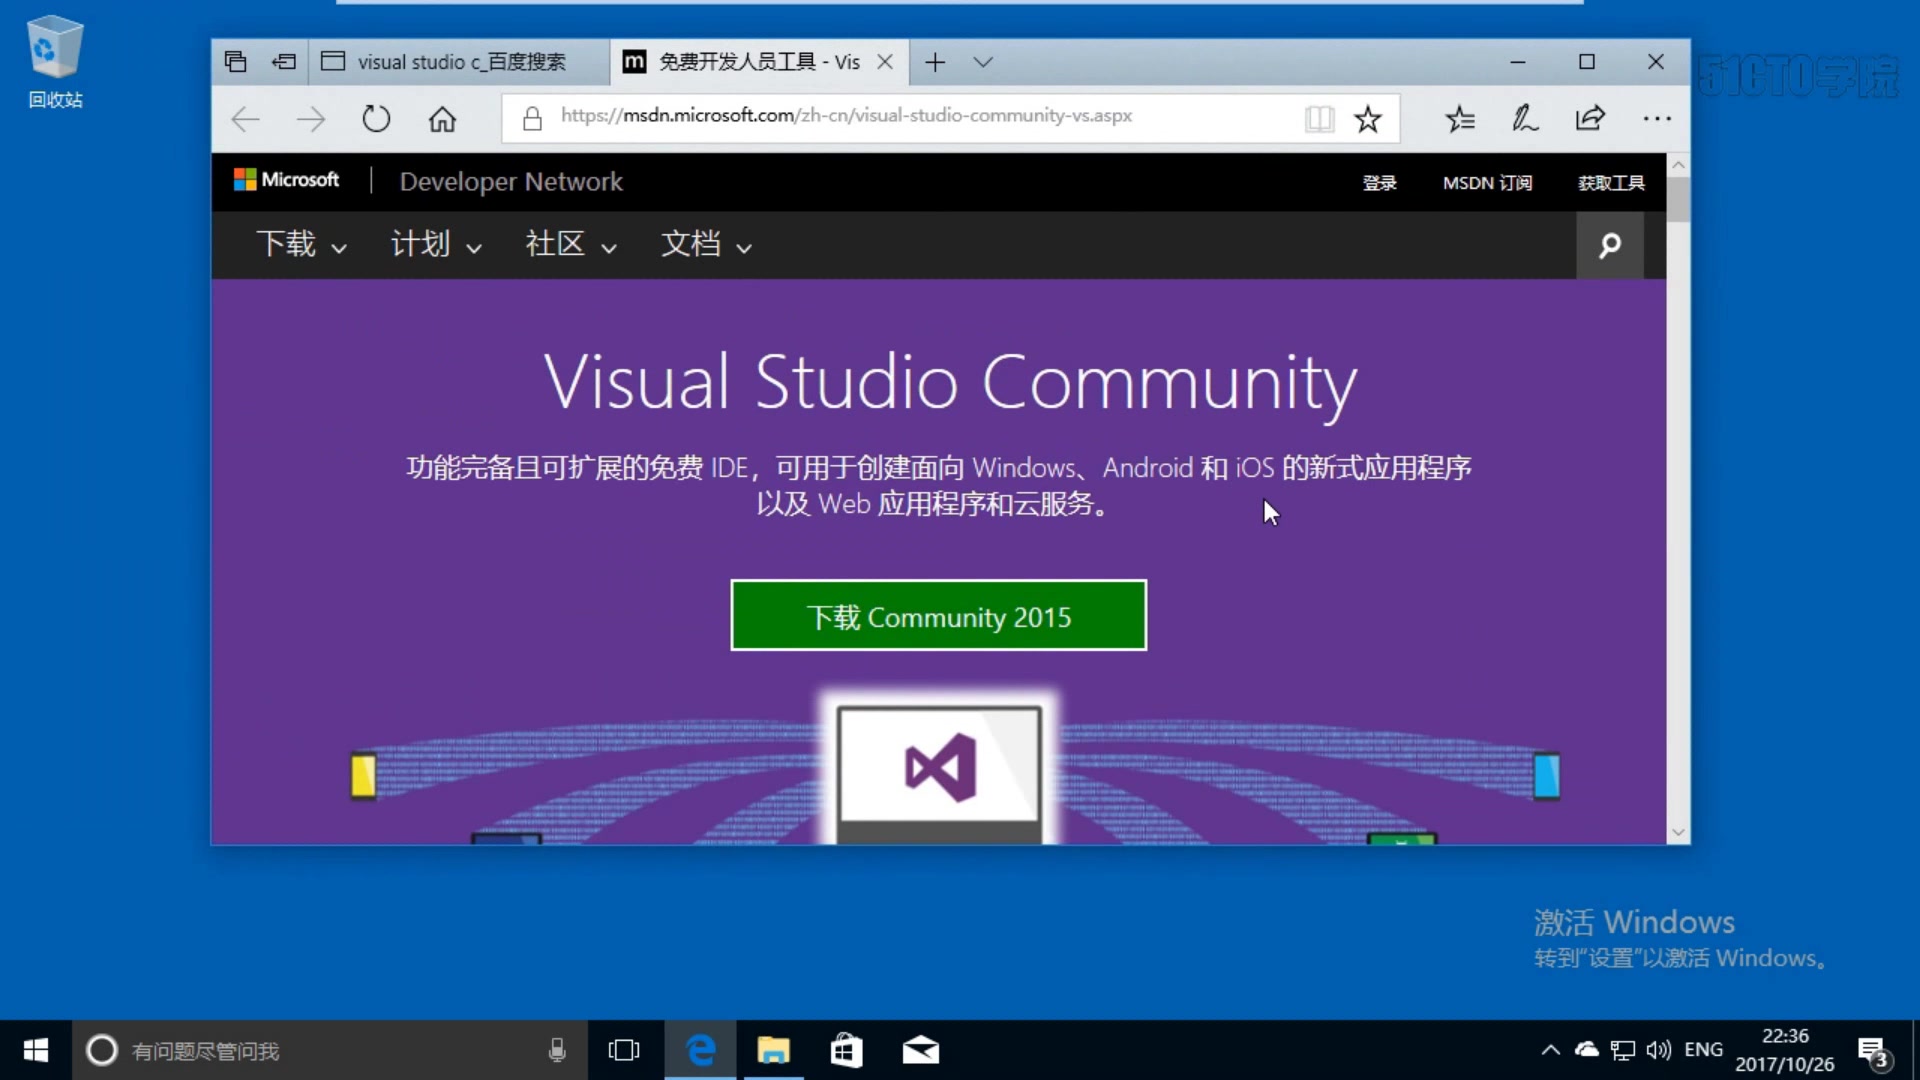 回收站
visual studio c_百度搜索
免费开发人员工具 - Vis
51CTO学院
https://msdn.microsoft.com/zh-cn/visual-studio-community-vs.aspx
Microsoft
Developer Network
登录
MSDN 订阅
获取工具
下载
计划
社区
文档
Visual Studio Community
功能完备且可扩展的免费 IDE，可用于创建面向 Windows、Android 和 iOS 的新式应用程序
以及 Web 应用程序和云服务。
下载 Community 2015
激活 Windows
转到“设置”以激活 Windows。
有问题尽管问我
ENG
22:36
2017/10/26
3